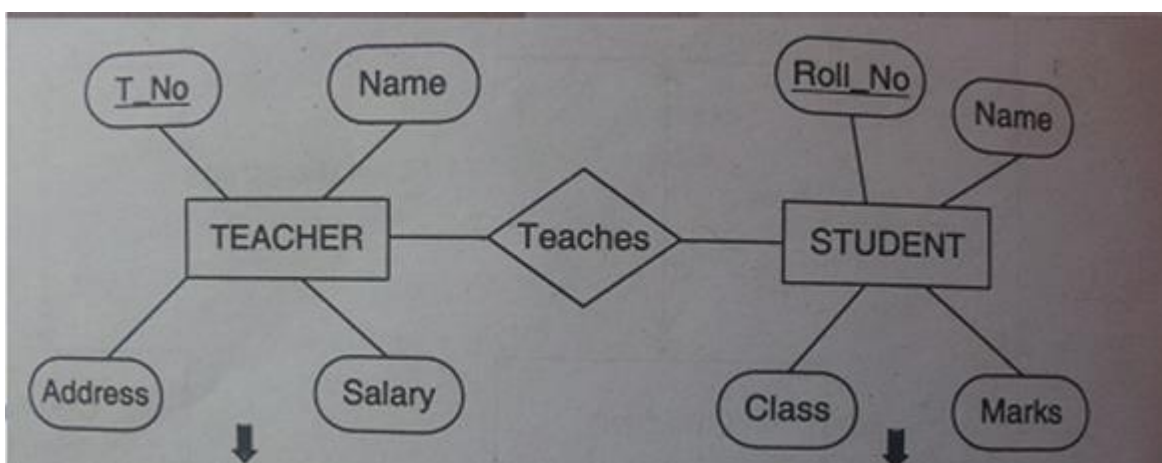 T_No
Name
Roll_No
Name
TEACHER
Teaches
STUDENT
Address
Salary
Class
Marks